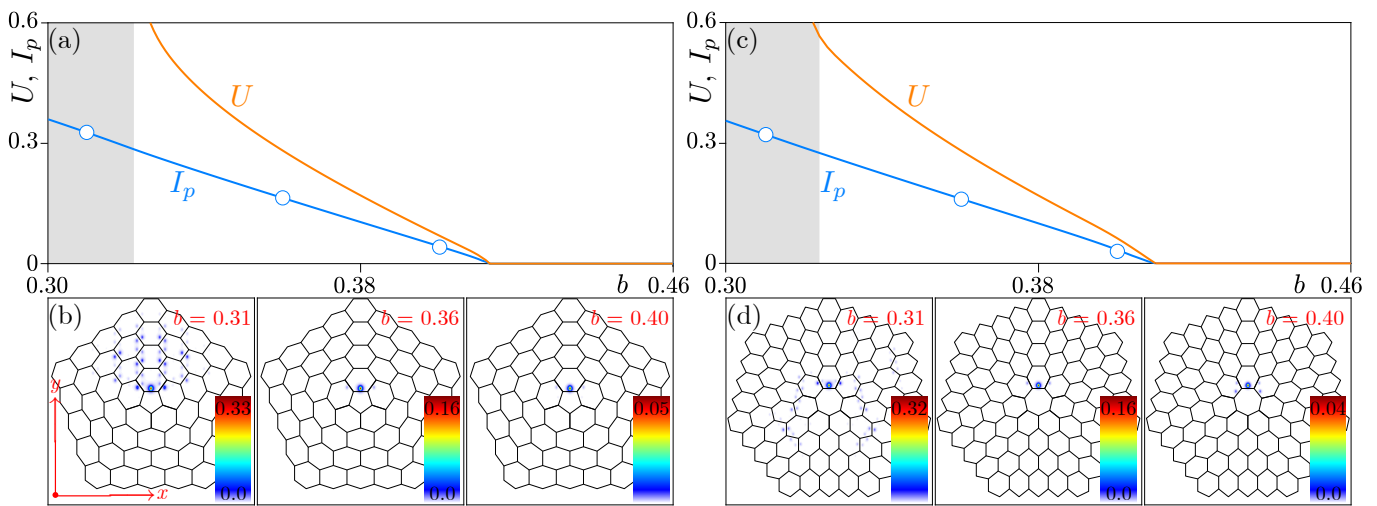 0.6
(a)
U, I_p
U
0.3
I_p
0
0.30
0.38
b
0.46
0.6
(c)
U, I_p
U
0.3
I_p
0
0.30
0.38
b
0.46
(b)
b = 0.31
y
x
0.33
0.0
b = 0.36
0.16
0.0
b = 0.40
0.05
(d)
b = 0.31
0.32
0.0
b = 0.36
0.16
0.0
b = 0.40
0.04
0.0